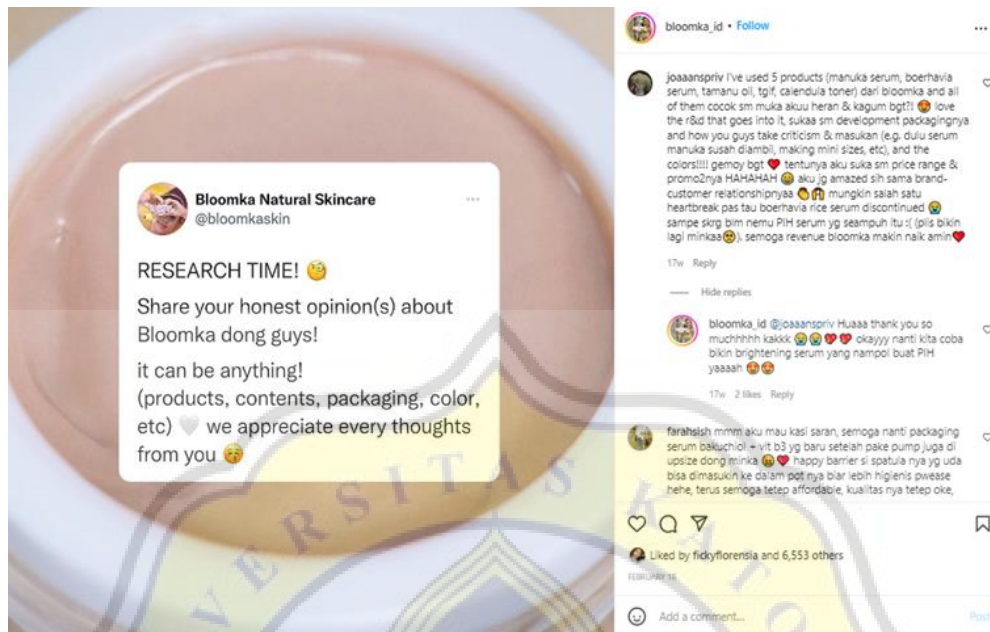 Bloomka Natural Skincare
@bloomkaskin
RESEARCH TIME! 🧐
Share your honest opinion(s) about
Bloomka dong guys!
it can be anything!
(products, contents, packaging, color,
etc) 🤍 we appreciate every thoughts
from you ☺️
bloomka_id • Follow
joaaanspriv I've used 5 products (manuka serum, boerhavia
serum, tamanu oil, tgif, calendula toner) dari bloomka and all
of them cocok sm muka akuu heran & kagum bgt?! 😍 love
the r&d that goes into it, sukaa sm development packagingnya
and how you guys take criticism & masukan (e.g. dulu serum
manuka susah diambil, making mini sizes, etc), and the
colors!!!! gemoy bgt ❤️ tentunya aku suka sm price range &
promo2nya HAHAHAH 😆 aku jg amazed sih sama brand-
customer relationshipnyaa 👏🙌 mungkin salah satu
heartbreak pas tau boerhavia rice serum discontinued 😭
sampe skrg blm nemu PIH serum yg seampuh itu :( (plis bikin
lagi minkaa🥺). semoga revenue bloomka makin naik amin❤️
17w Reply
Hide replies
bloomka_id @joaaanspriv Huaaa thank you so
muchhhhh kakkk 😭😭❤️❤️ okayyy nanti kita coba
bikin brightening serum yang nampol buat PIH
yaaaah 😍😍
17w 2 likes Reply
farahsish mmm aku mau kasi saran, semoga nanti packaging
serum bakuchiol + vit b3 yg baru setelah pake pump juga di
upsize dong minka 😆❤️ happy barrier si spatula nya yg uda
bisa dimasukin ke dalam pot nya biar lebih higienis pwease
hehe, terus semoga tetep affordable, kualitas nya tetep oke,
Liked by fickyflorensia and 6,553 others
FEBRUARY 18
Add a comment...
Post
VERSITAS KATO